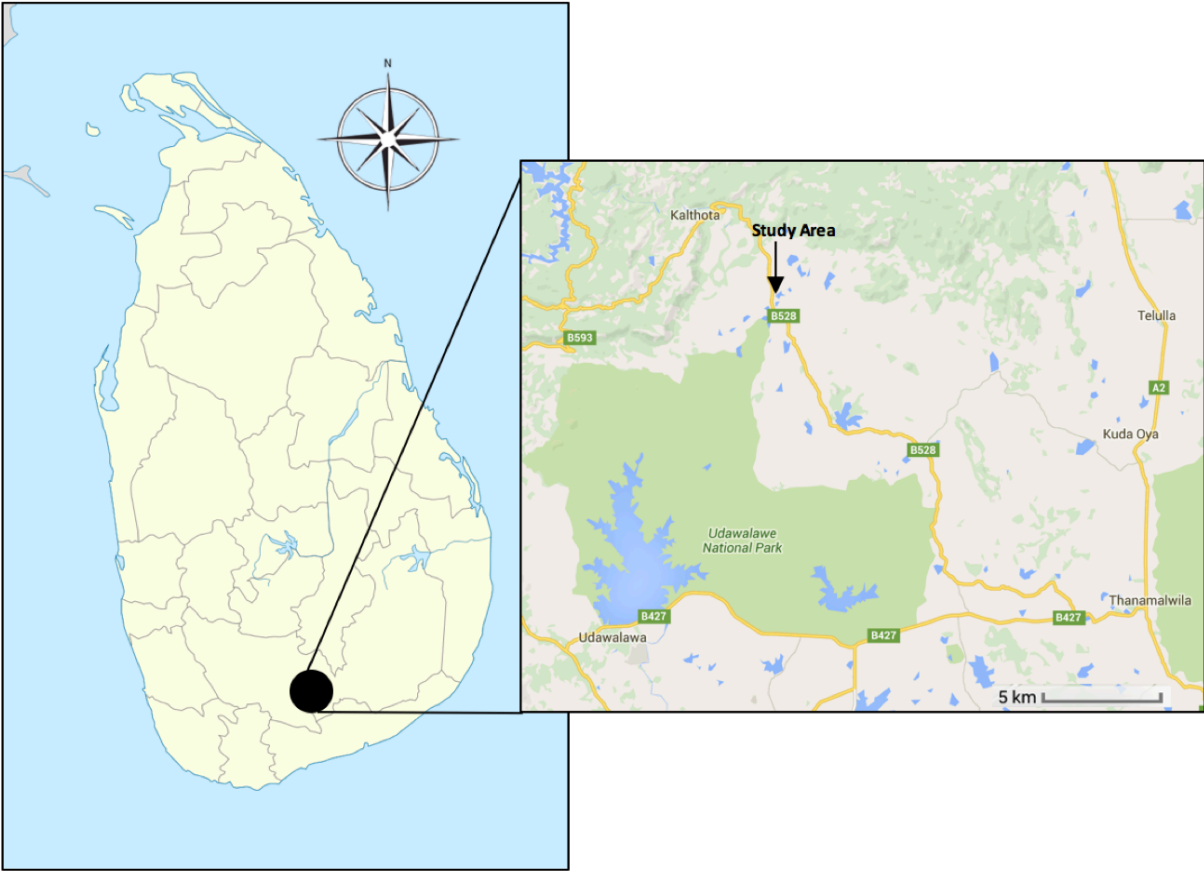 N
Kalthota
Study Area
B528
Telulla
B593
A2
Kuda Oya
B528
Udawalawe
National Park
Thanamalwila
B427
B427
B427
Udawalawa
5 km